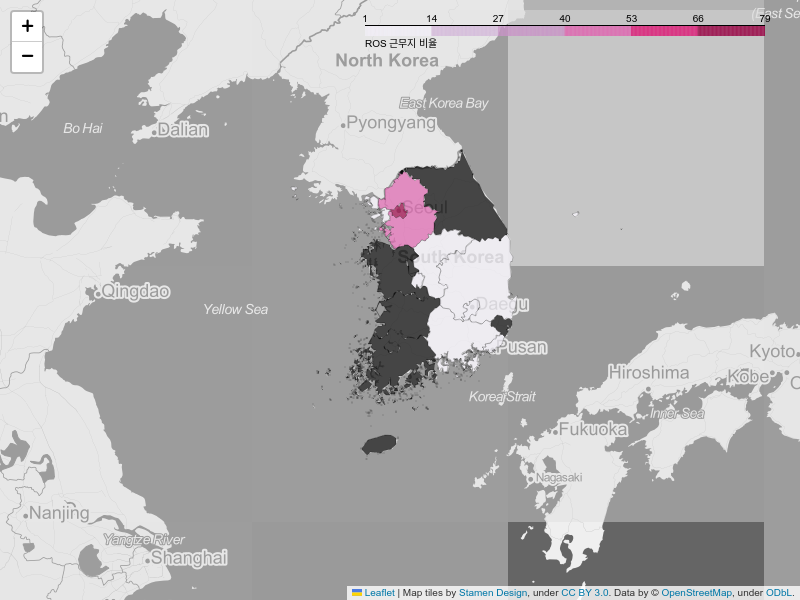 +
−
1 14 27 40 53 66 79
ROS 근무지 비율
(East Se
North Korea
East Korea Bay
Bo Hai
Dalian
Pyongyang
Seoul
South Korea
Qingdao
Yellow Sea
Daegu
Pusan
Kyoto
Hiroshima
Kobe
Korea Strait
Inner Sea
Fukuoka
Nagasaki
Nanjing
Yangtze River
Shanghai
Leaflet | Map tiles by Stamen Design, under CC BY 3.0. Data by © OpenStreetMap, under ODbL.